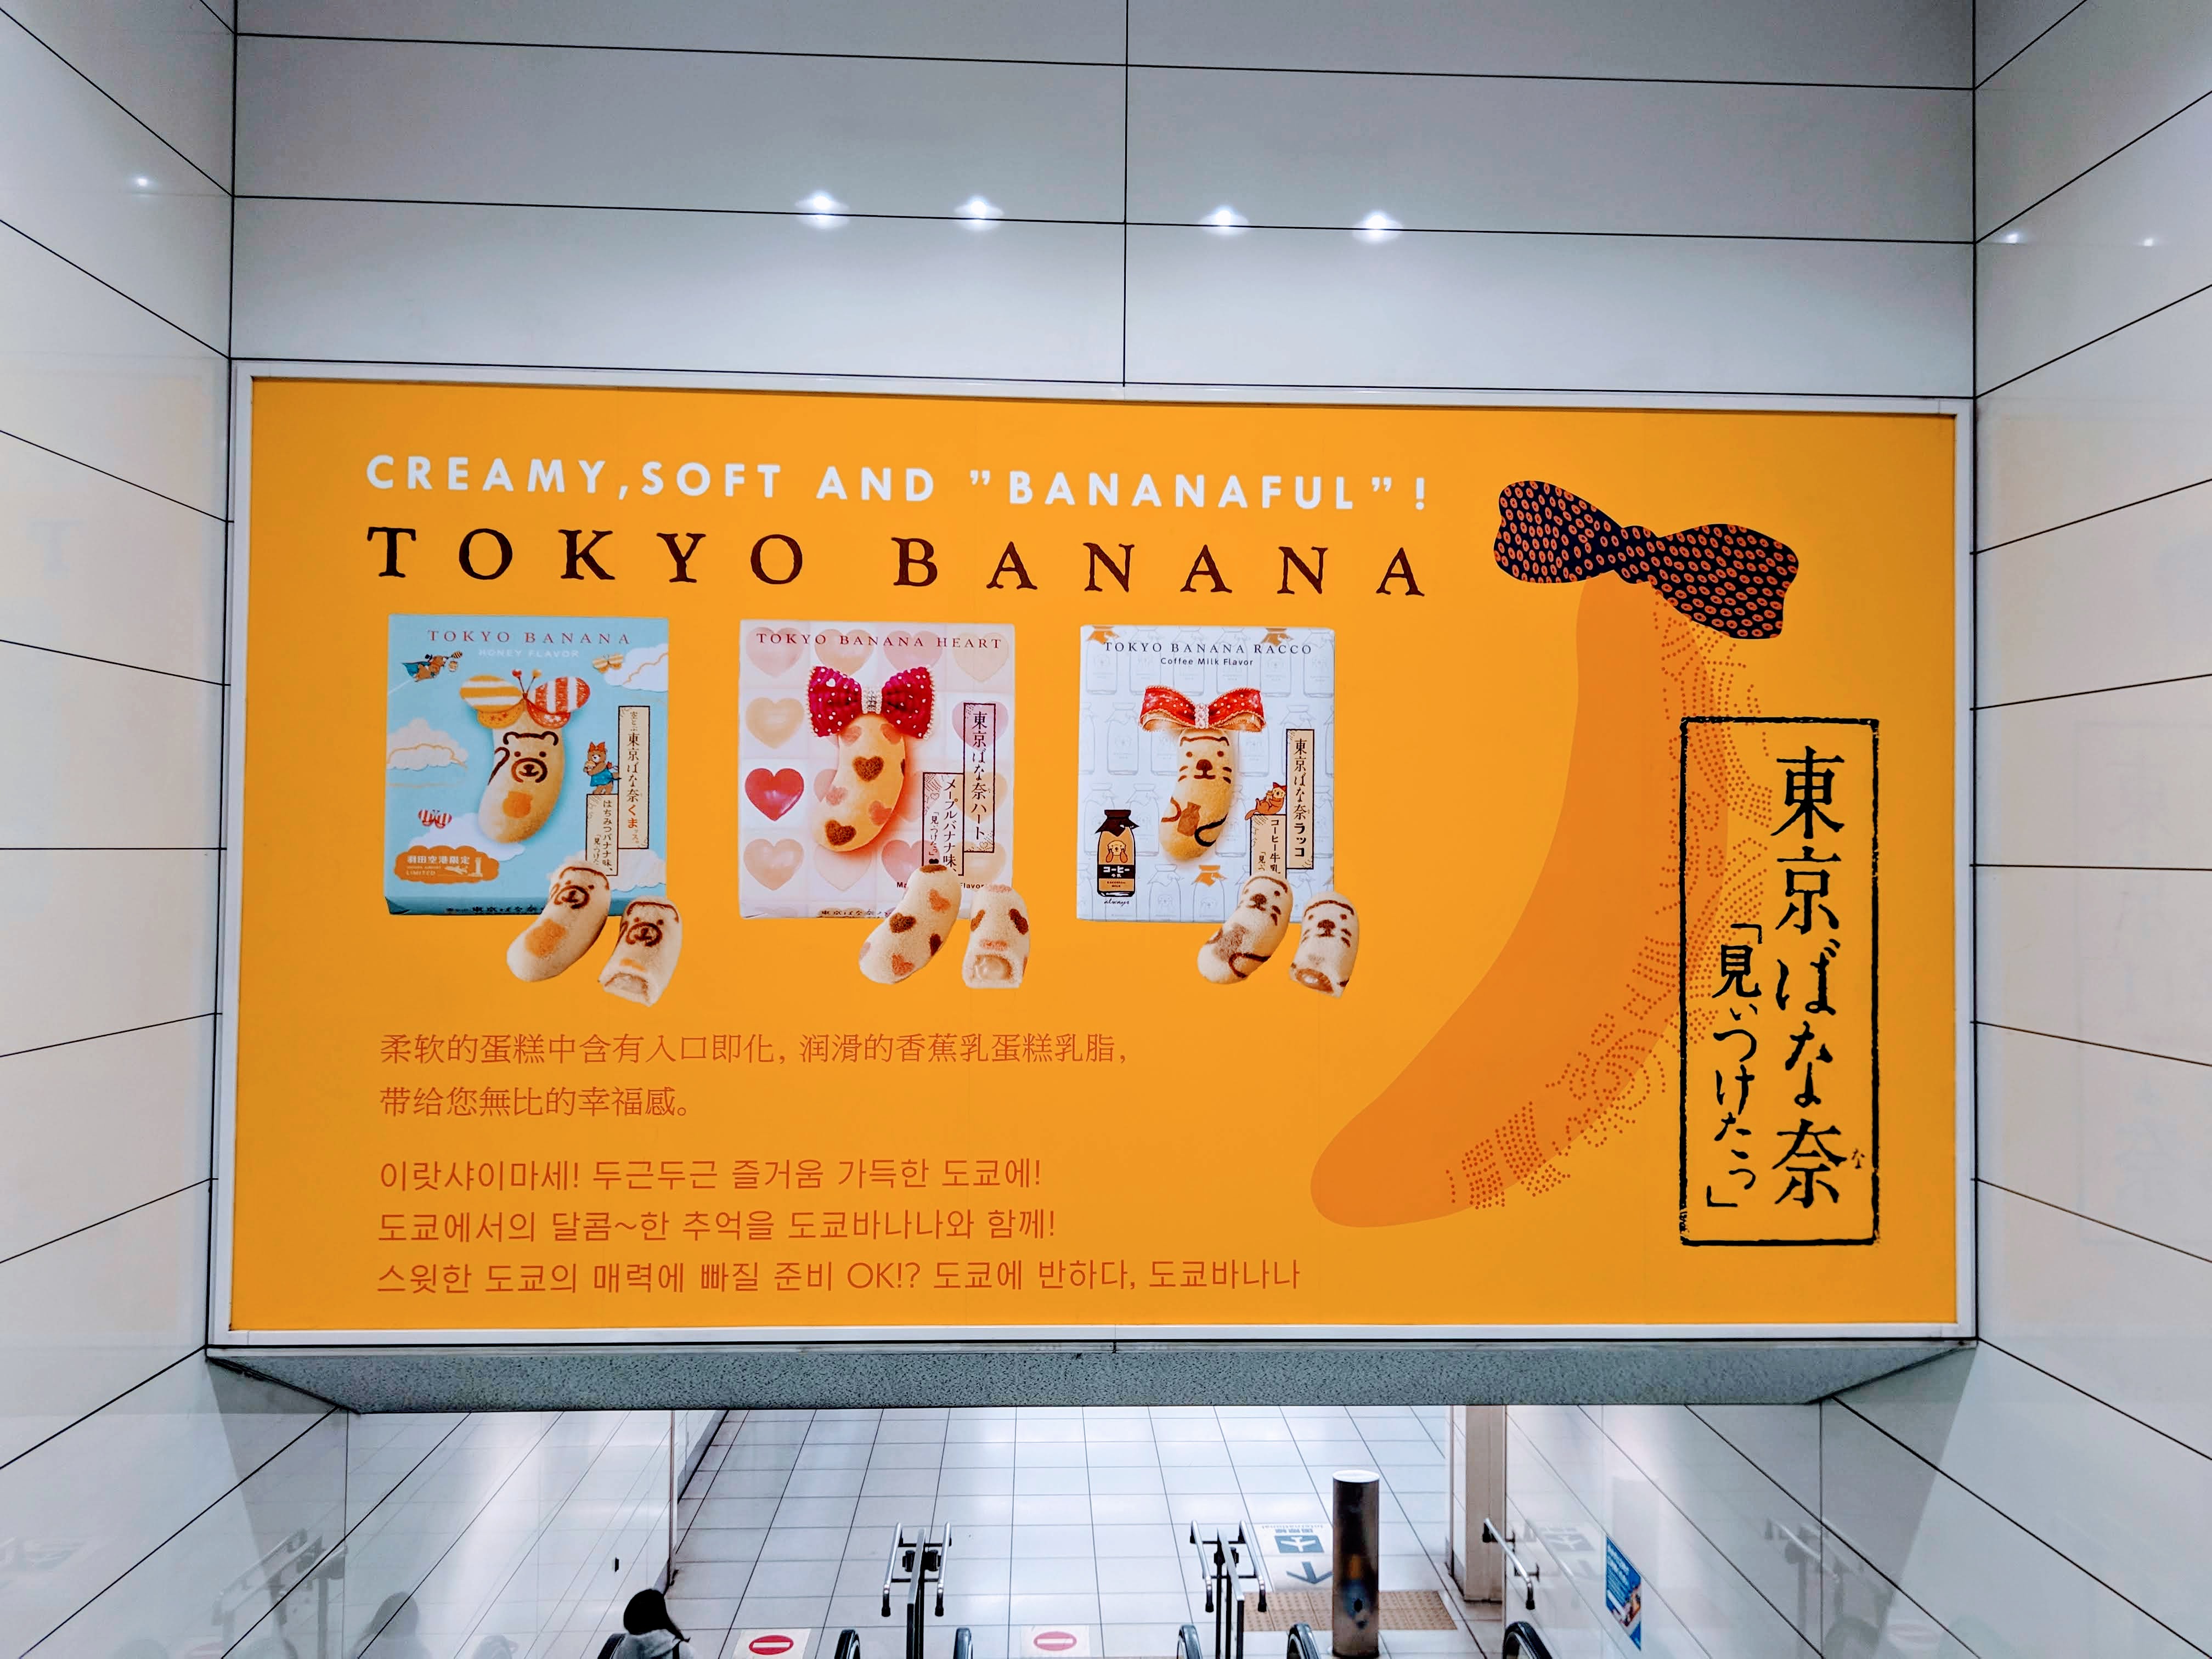 CREAMY,SOFT AND "BANANAFUL"!
TOKYO BANANA
TOKYO BANANA
HONEY FLAVOR
東京ばな奈くま
はちみつバナナ味、
羽田空港限定
LIMITED
TOKYO BANANA HEART
東京ばな奈ハート
メープルバナナ味、
TOKYO BANANA RACCO
Coffee Milk Flavor
東京ばな奈ラッコ
コーヒー
always
柔软的蛋糕中含有入口即化, 润滑的香蕉乳蛋糕乳脂,
带给您無比的幸福感。
이랏샤이마세! 두근두근 즐거움 가득한 도쿄에!
도쿄에서의 달콤~한 추억을 도쿄바나나와 함께!
스윗한 도쿄의 매력에 빠질 준비 OK!? 도쿄에 반하다, 도쿄바나나
東京ばな奈
な
「見ぃつけたっ」